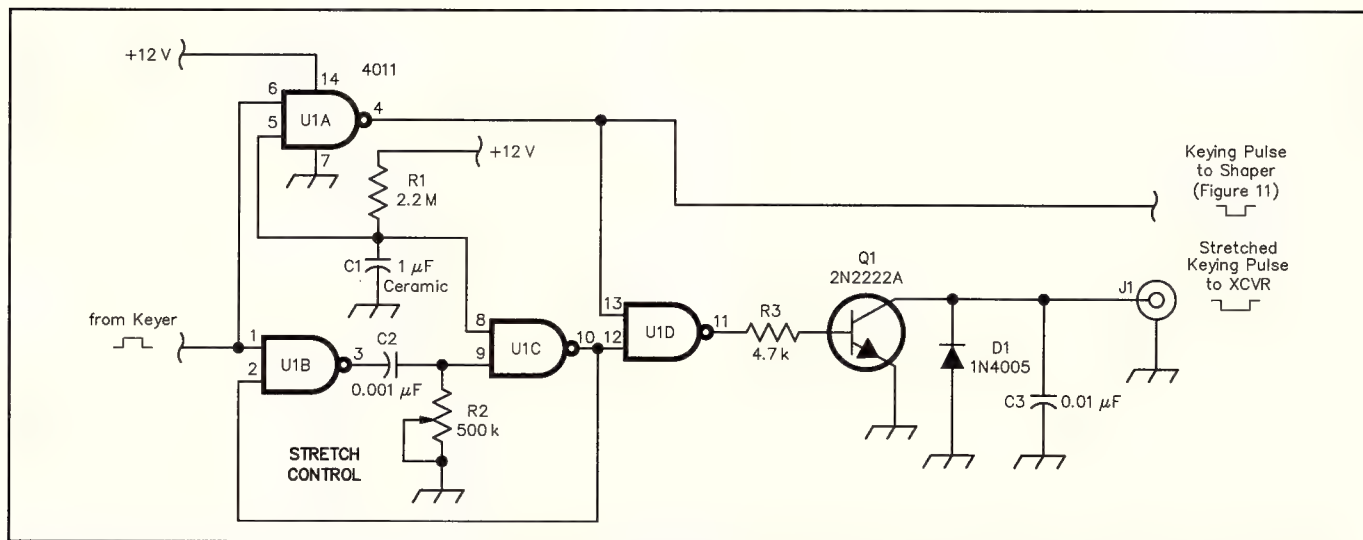 +12 V
14
4011
6
5
U1A
4
7
+12 V
R1
2.2 M
Keying Pulse
to Shaper
(Figure 11)
C1
1 μF
Ceramic
Stretched
Keying Pulse
to XCVR
from Keyer
1
2
U1B
3
C2
0.001 μF
R2
500 k
STRETCH
CONTROL
8
9
U1C
10
12
13
U1D
11
R3
4.7 k
Q1
2N2222A
D1
1N4005
C3
0.01 μF
J1